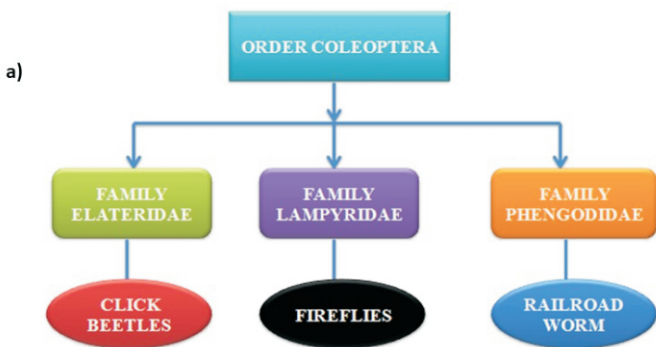 ORDER COLEOPTERA
a)
FAMILY
ELATERIDAE
FAMILY
LAMPYRIDAE
FAMILY
PHENGODIDAE
CLICK
BEETLES
FIREFLIES
RAILROAD
WORM